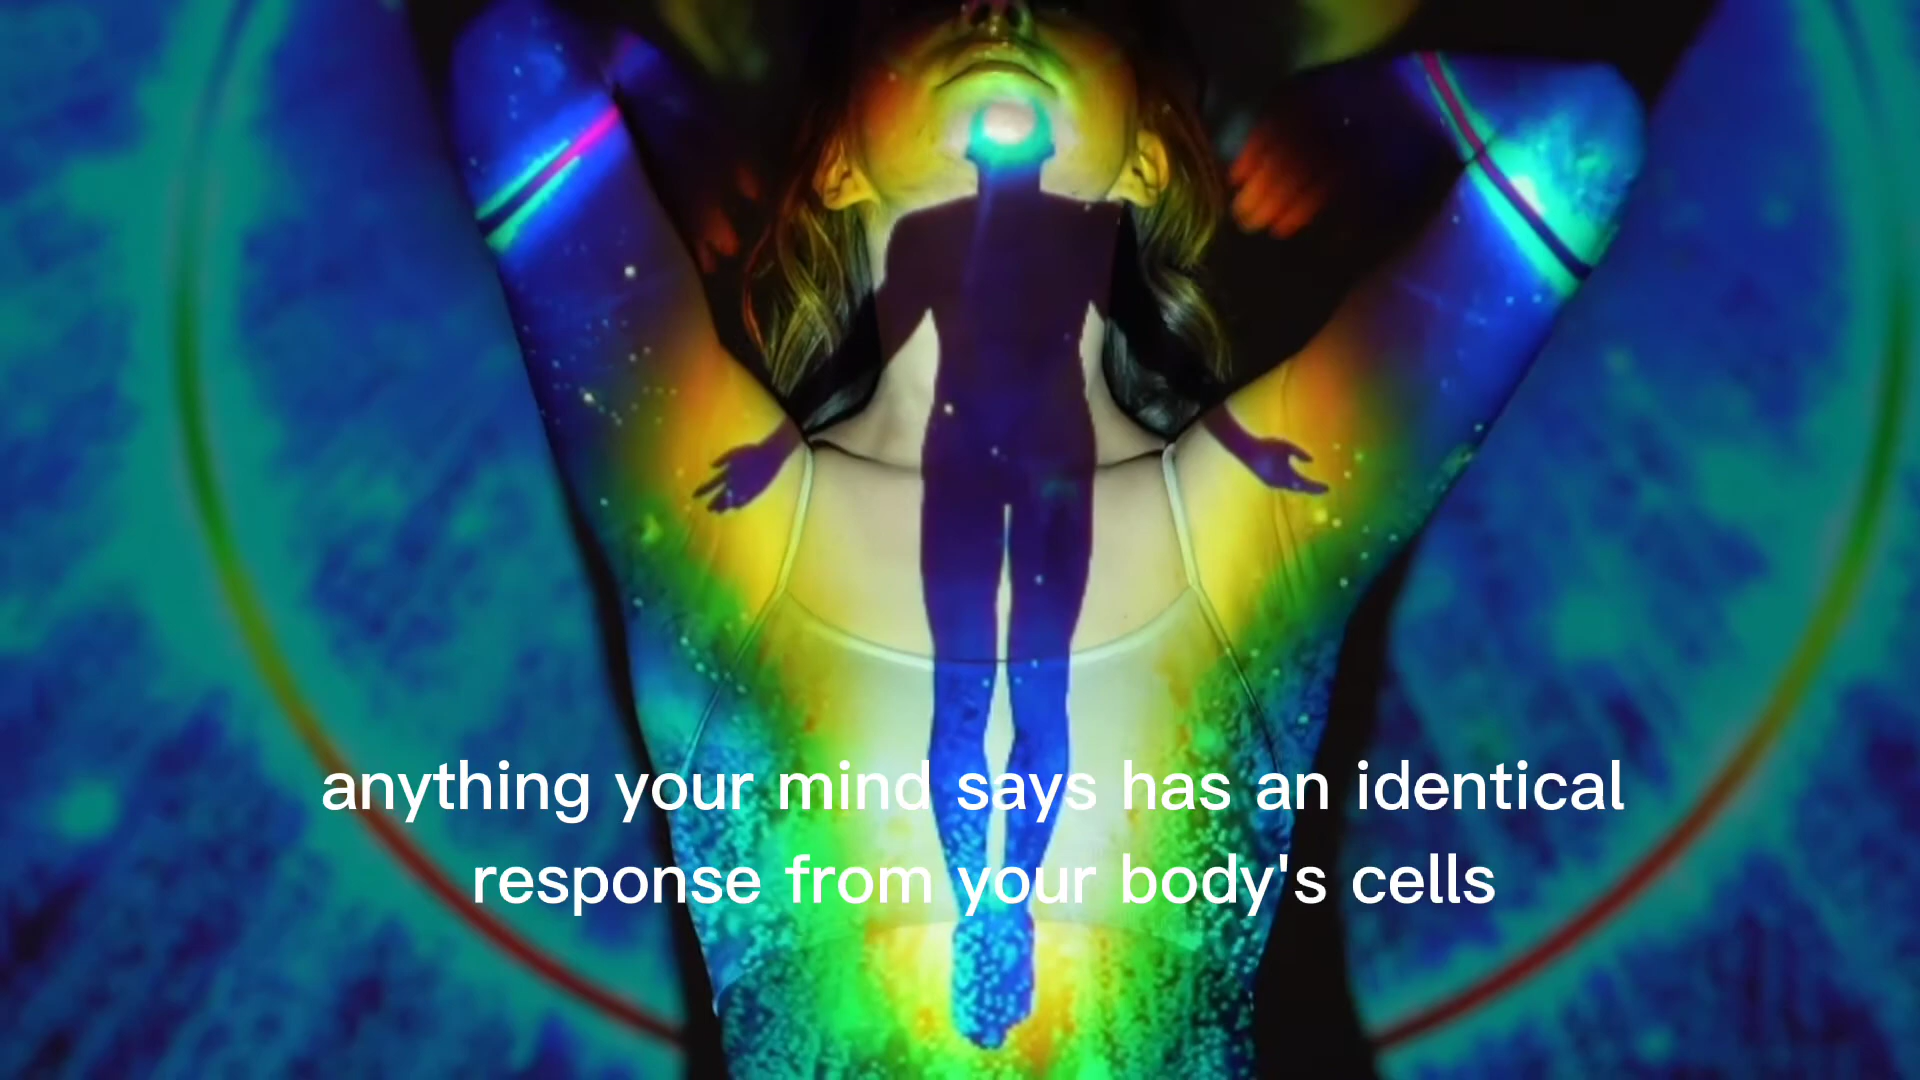 anything your mind says has an identical
response from your body's cells